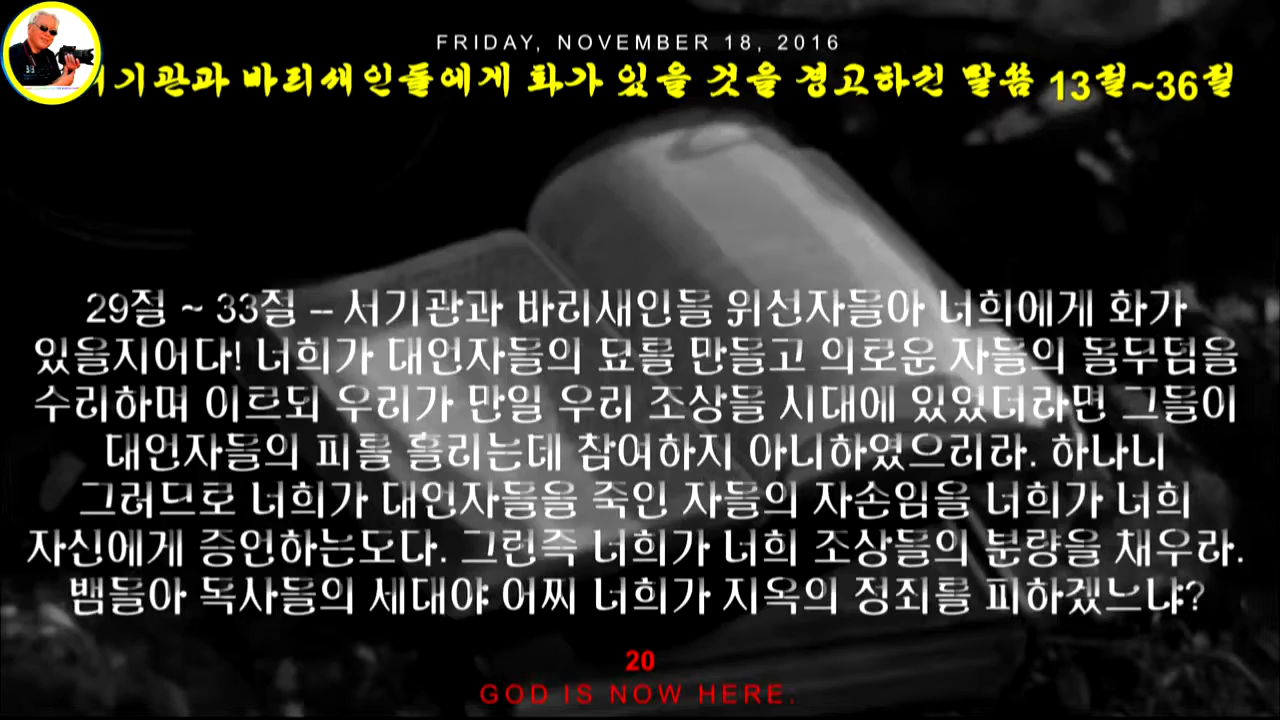 FRIDAY, NOVEMBER 18, 2016
서기관과 바리새인들에게 화가 있을 것을 경고하신 말씀 13절~36절
29절 ~ 33절 -- 서기관과 바리새인들 위선자들아 너희에게 화가
있을지어다! 너희가 대언자들의 묘를 만들고 의로운 자들의 돌무덤을
수리하며 이르되 우리가 만일 우리 조상들 시대에 있었더라면 그들이
대언자들의 피를 흘리는데 참여하지 아니하였으리라. 하나니
그러므로 너희가 대언자들을 죽인 자들의 자손임을 너희가 너희
자신에게 증언하는도다. 그런즉 너희가 너희 조상들의 분량을 채우라.
뱀들아 독사들의 세대야 어찌 너희가 지옥의 정죄를 피하겠느냐?
20
GOD IS NOW HERE.